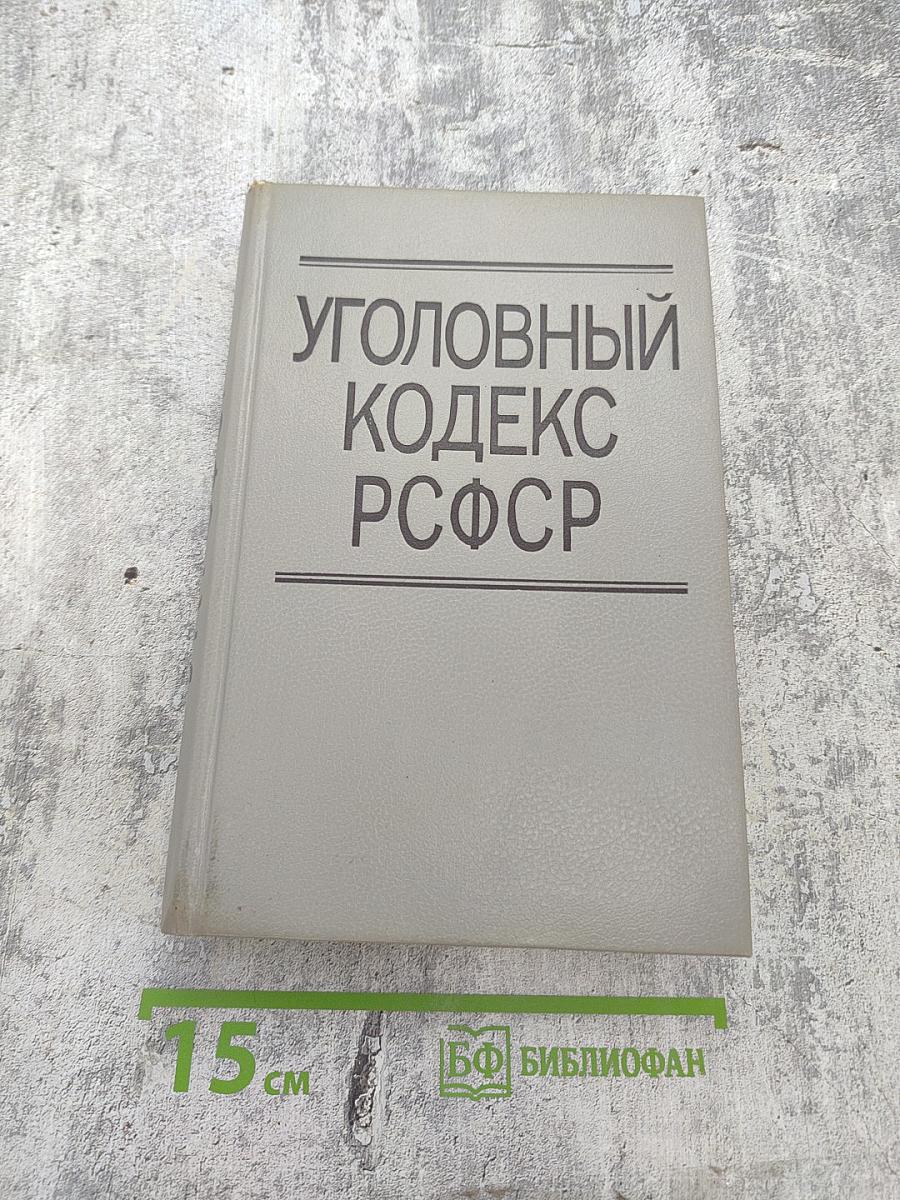 УГОЛОВНЫЙ
КОДЕКС
РСФСР
15 см
БФ БИБЛИОФАН